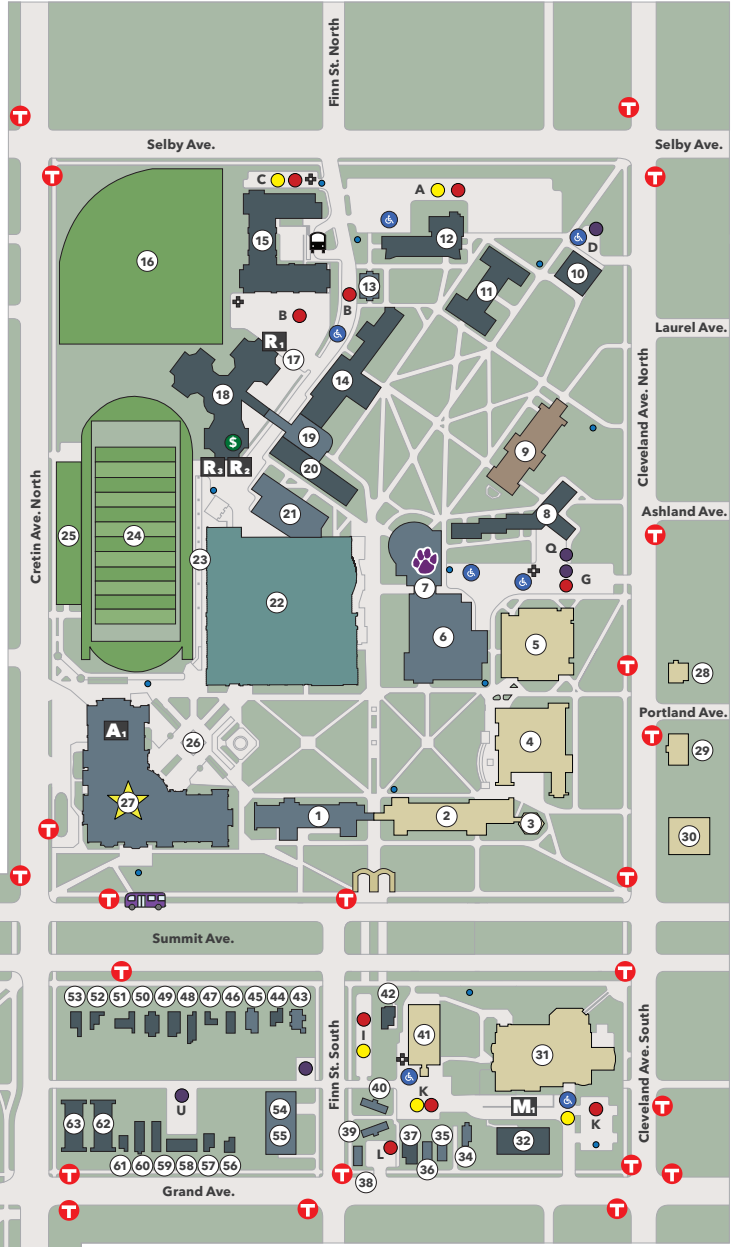 Finn St. North
T
T
Selby Ave.
Selby Ave.
T
T
C
A
15
12
D
16
11
10
13
B
B
R1
17
Laurel Ave.
18
14
Cleveland Ave. North
$
19
9
R3 R2
20
21
8
Ashland Ave.
T
Cretin Ave. North
25
24
23
Q
7
G
22
6
5
T
28
Portland Ave.
A1
26
4
T
29
27
1
2
3
T
30
T
T
T
T
Summit Ave.
T
T
53 52 51 50 49 48 47 46 45 44 43
42
I
41
31
Finn St. South
Cleveland Ave. South
40
K
M1
K
T
U
54
55
63
62
39
37
35
32
L
36
34
61 60 59 58 57 56
38
T
T
T
T
Grand Ave.
T
T
T